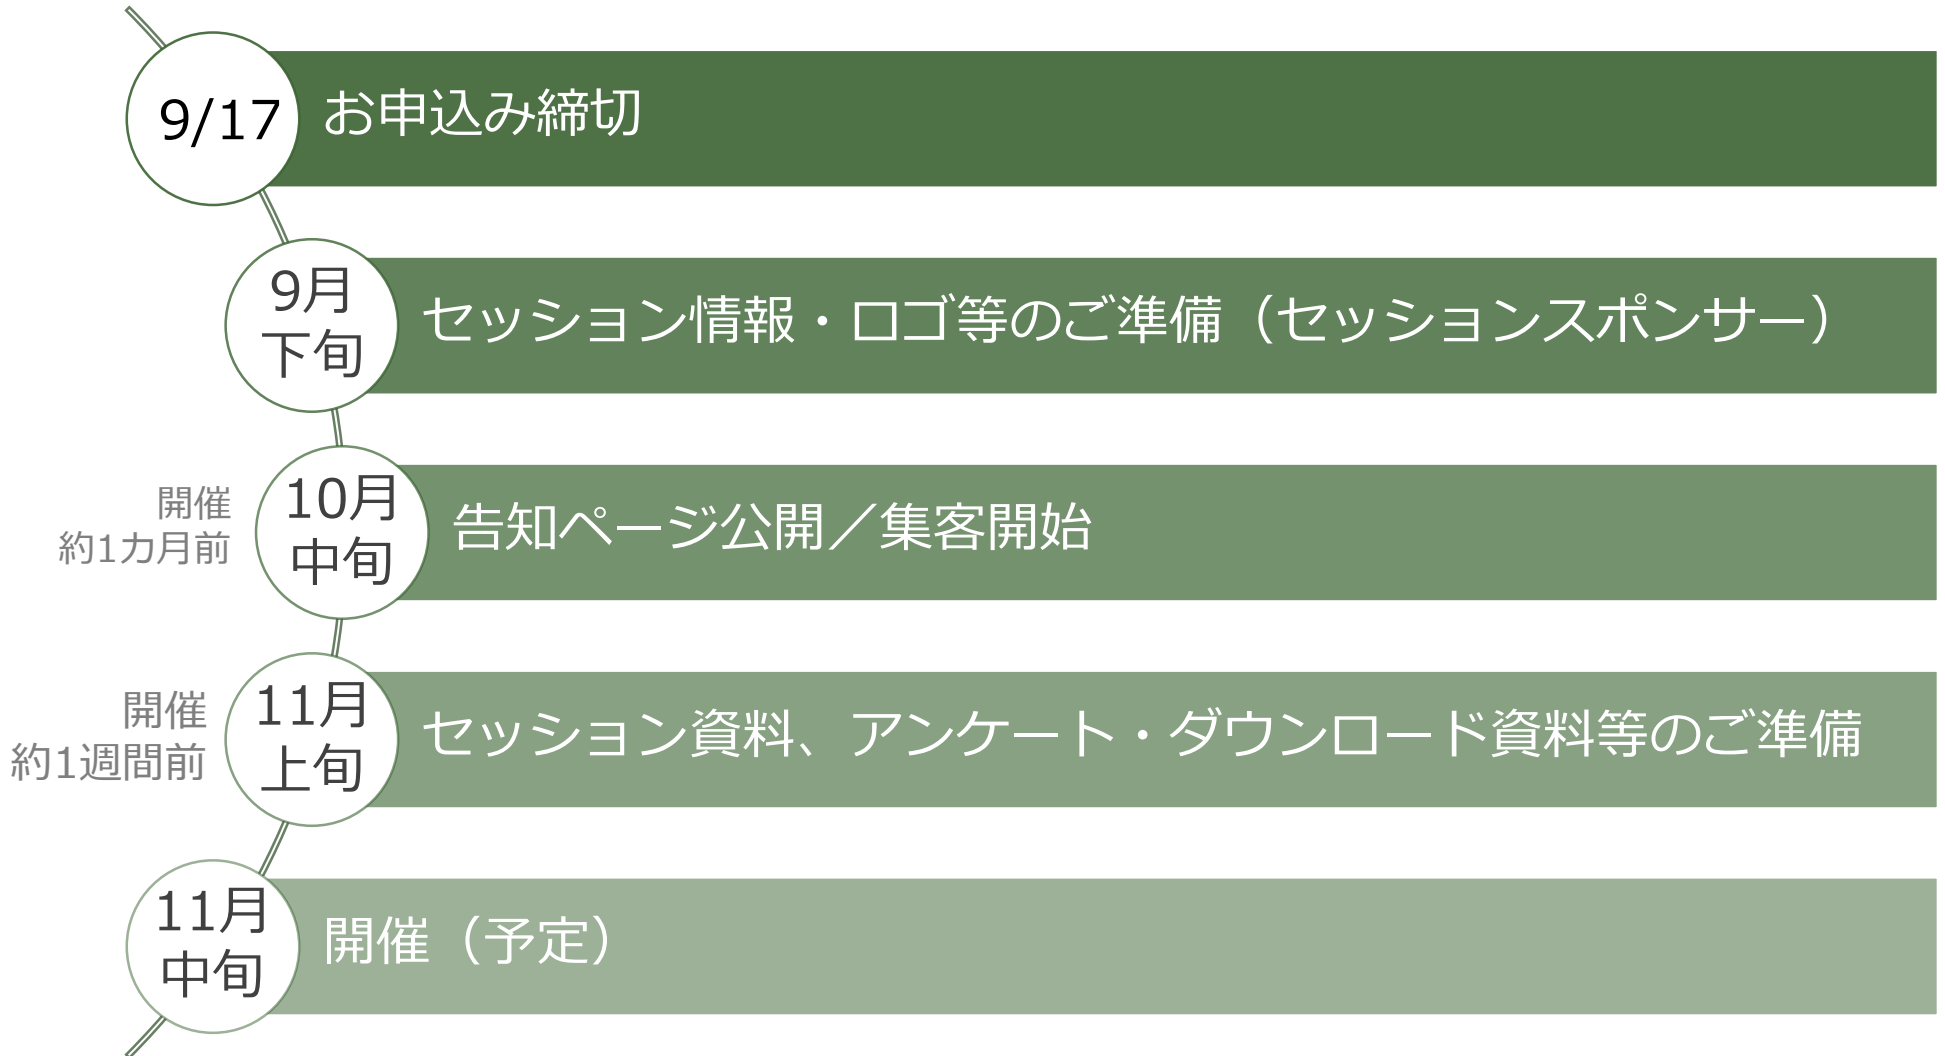 9/17
お申込み締切
9月
下旬
セッション情報・ロゴ等のご準備（セッションスポンサー）
開催
約1カ月前
10月
中旬
告知ページ公開／集客開始
開催
約1週間前
11月
上旬
セッション資料、アンケート・ダウンロード資料等のご準備
11月
中旬
開催（予定）